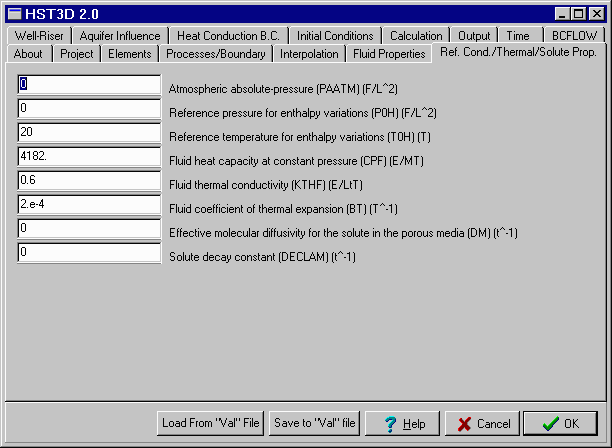 HST3D 2.0
Well-Riser Aquifer Influence Heat Conduction B.C. Initial Conditions Calculation Output Time BCFLOW
About Project Elements Processes/Boundary Interpolation Fluid Properties Ref. Cond./Thermal/Solute Prop.
0 Atmospheric absolute-pressure (PAATM) (F/L^2)
0 Reference pressure for enthalpy variations (P0H) (F/L^2)
20 Reference temperature for enthalpy variations (T0H) (T)
4182. Fluid heat capacity at constant pressure (CPF) (E/MT)
0.6 Fluid thermal conductivity (KTHF) (E/LtT)
2.e-4 Fluid coefficient of thermal expansion (BT) (T^-1)
0 Effective molecular diffusivity for the solute in the porous media (DM) (t^-1)
0 Solute decay constant (DECLAM) (t^-1)
Load From "Val" File Save to "Val" file ? Help Cancel OK